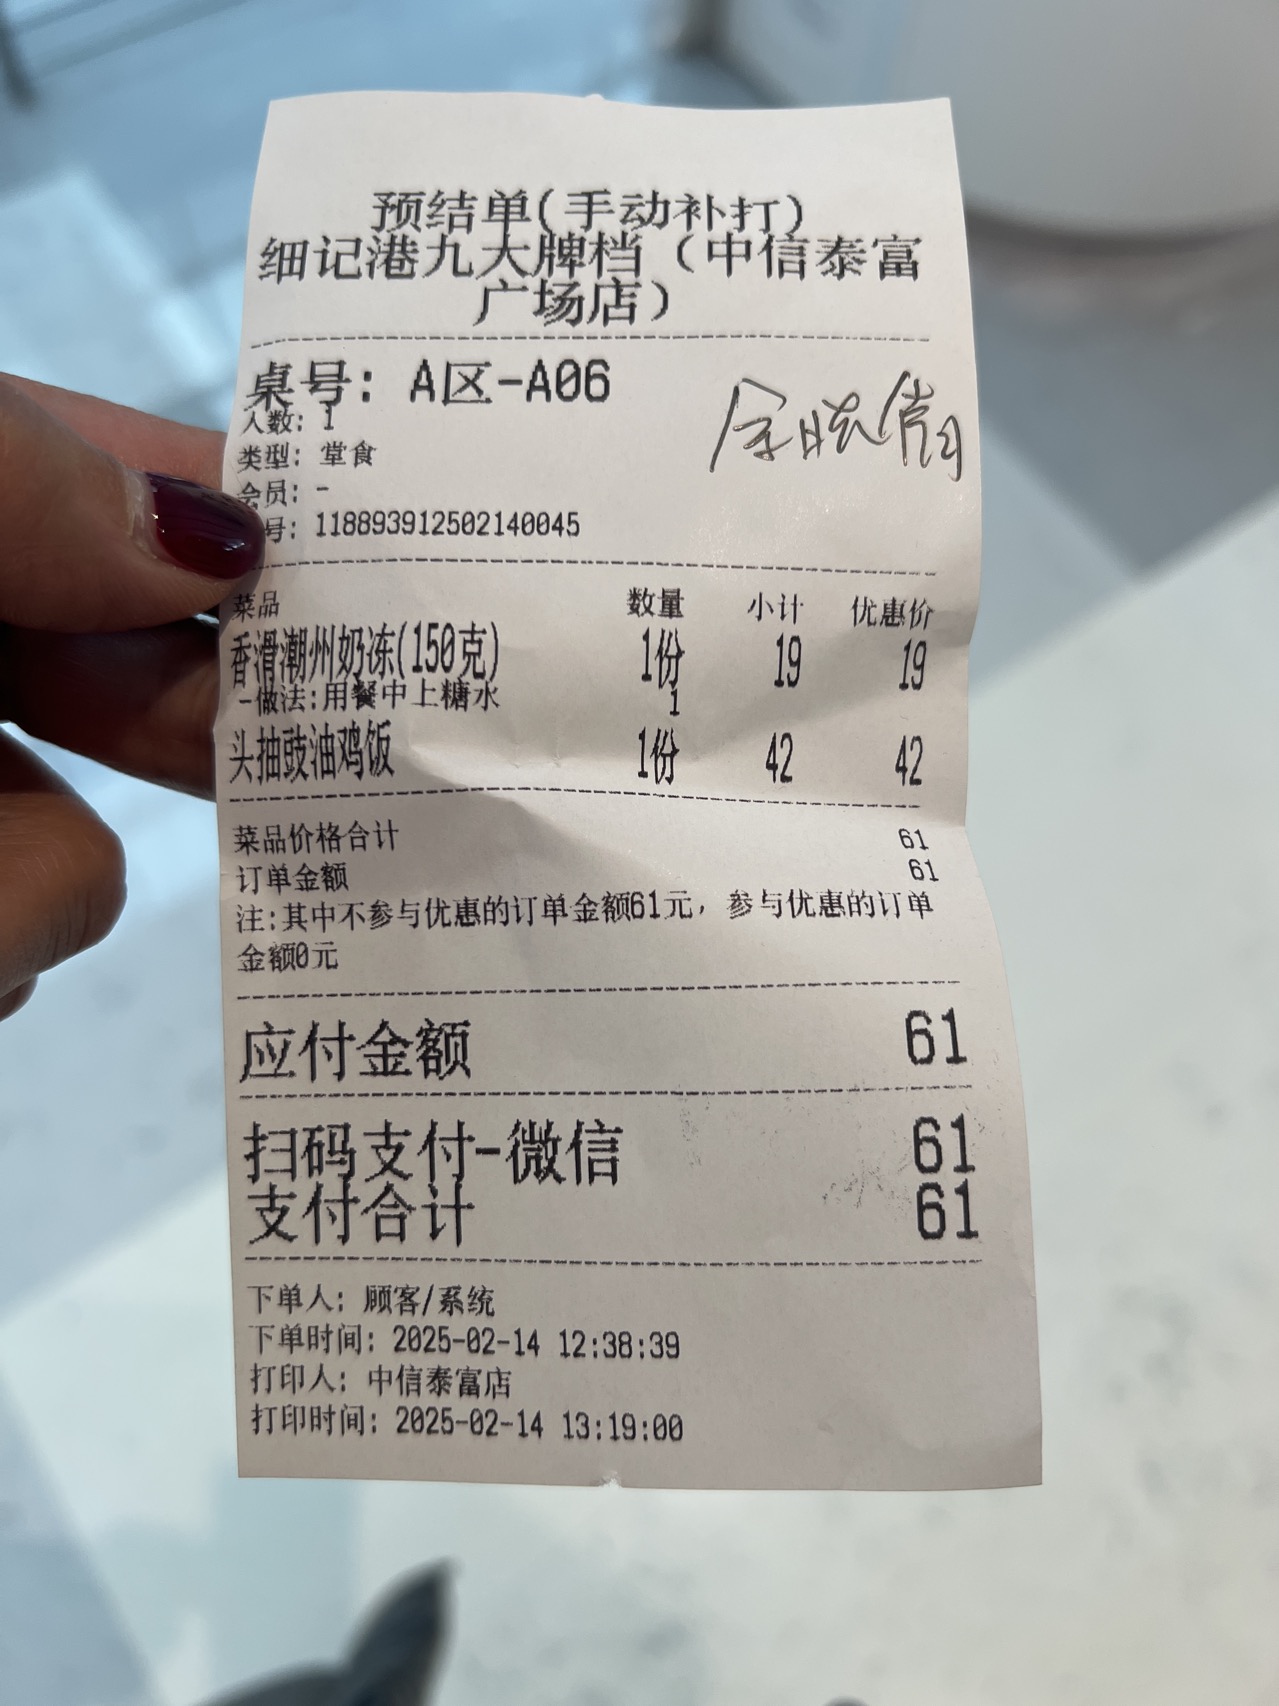 预结单(手动补打)
细记港九大牌档（中信泰富
广场店）
桌号: A区-A06
人数: 1
类型: 堂食
会员: -
号: 118893912502140045
菜品 数量 小计 优惠价
香滑潮州奶冻(150克) 1份 19 19
-做法:用餐中上糖水 1
头抽豉油鸡饭 1份 42 42
菜品价格合计 61
订单金额 61
注:其中不参与优惠的订单金额61元，参与优惠的订单
金额0元
应付金额 61
扫码支付-微信 61
支付合计 61
下单人: 顾客/系统
下单时间: 2025-02-14 12:38:39
打印人: 中信泰富店
打印时间: 2025-02-14 13:19:00